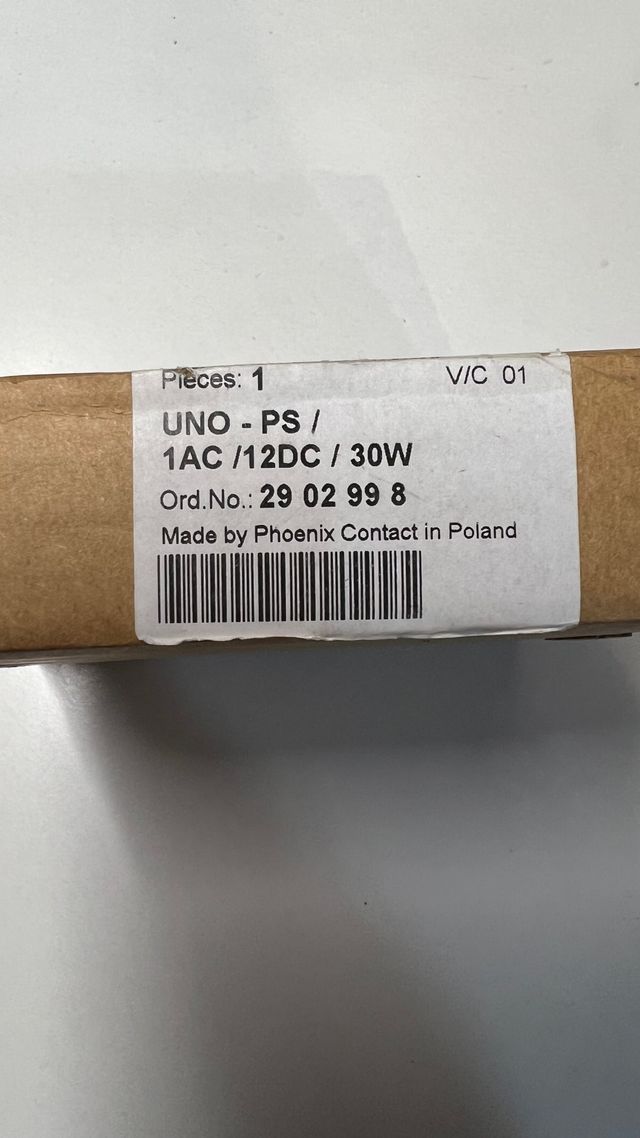 Pieces: 1 V/C 01
UNO - PS /
1AC /12DC / 30W
Ord.No.: 29 02 99 8
Made by Phoenix Contact in Poland